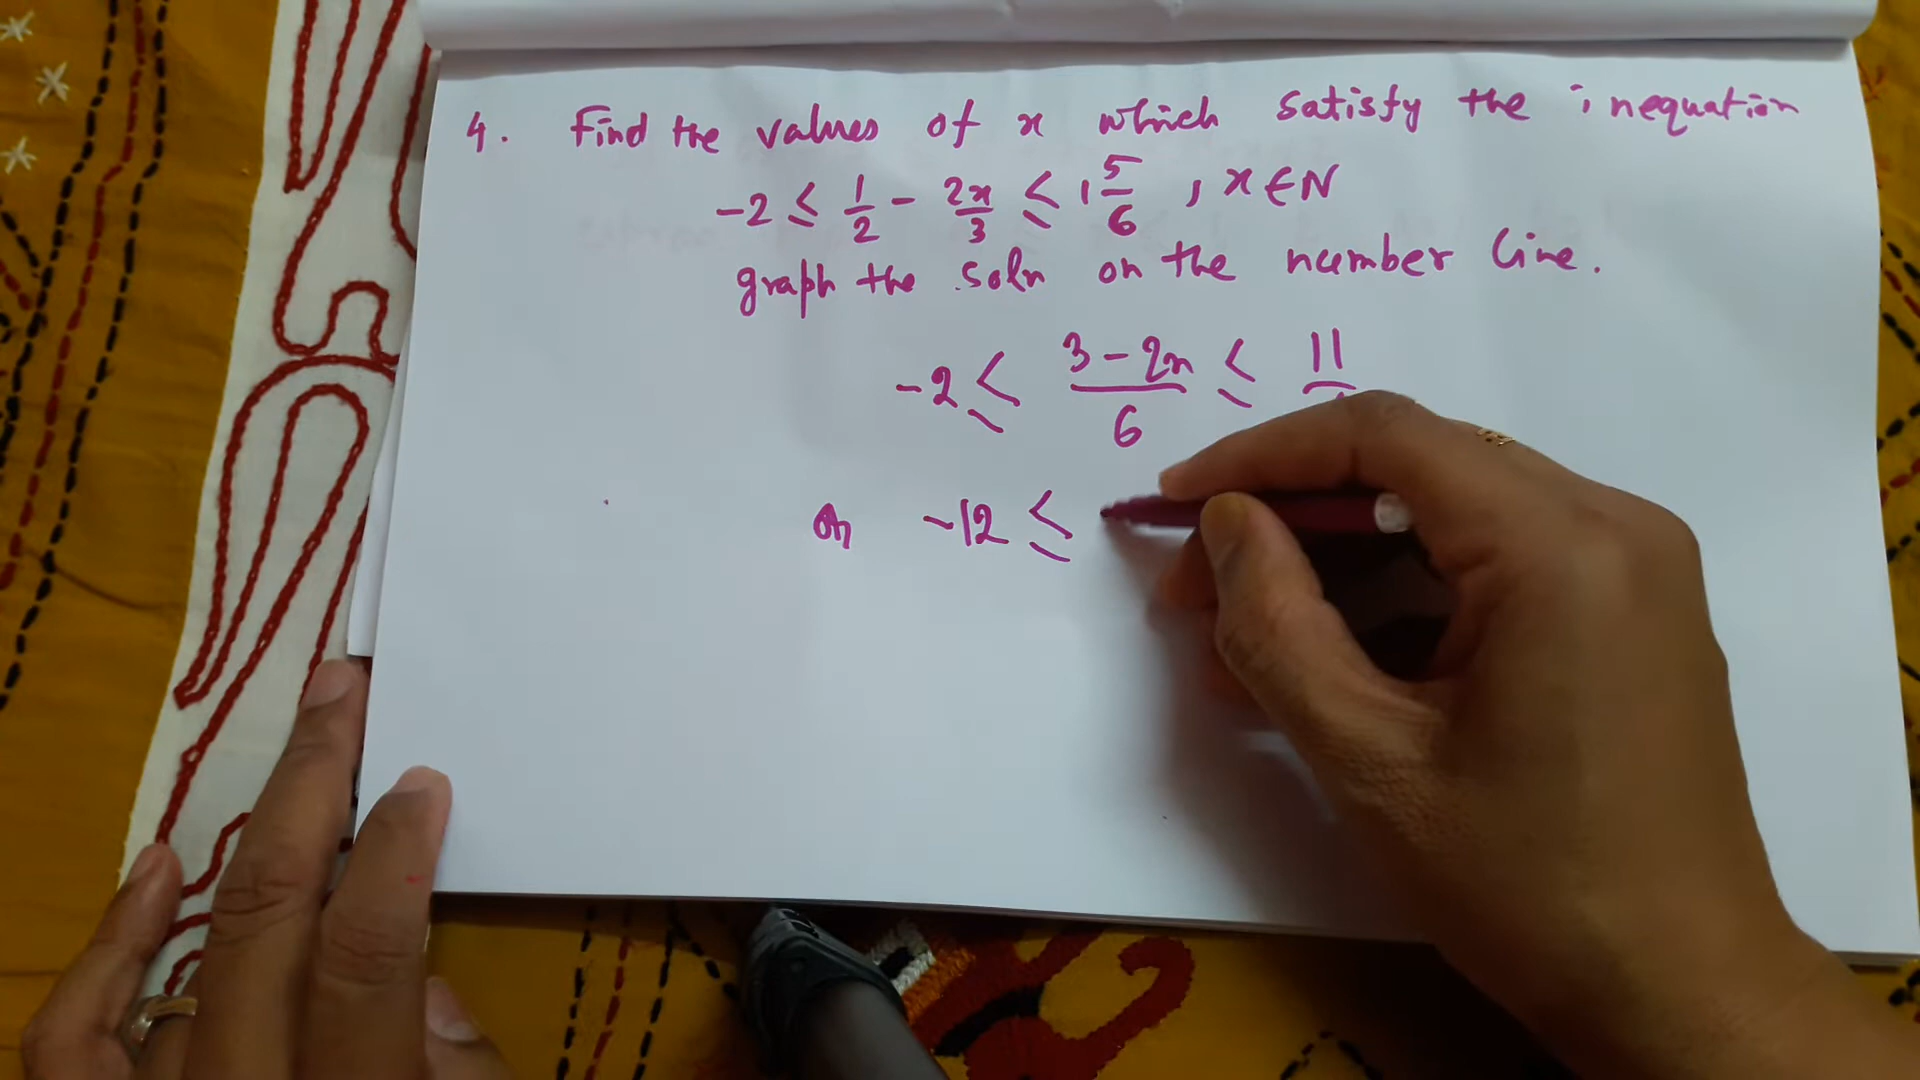 4. Find the values of x which satisfy the inequation
-2 ≤ 1/2 - 2x/3 ≤ 1 5/6 , x ∈ N
graph the soln on the number line.
-2 ≤ (3 - 2x)/6 ≤ 11/
or -12 ≤